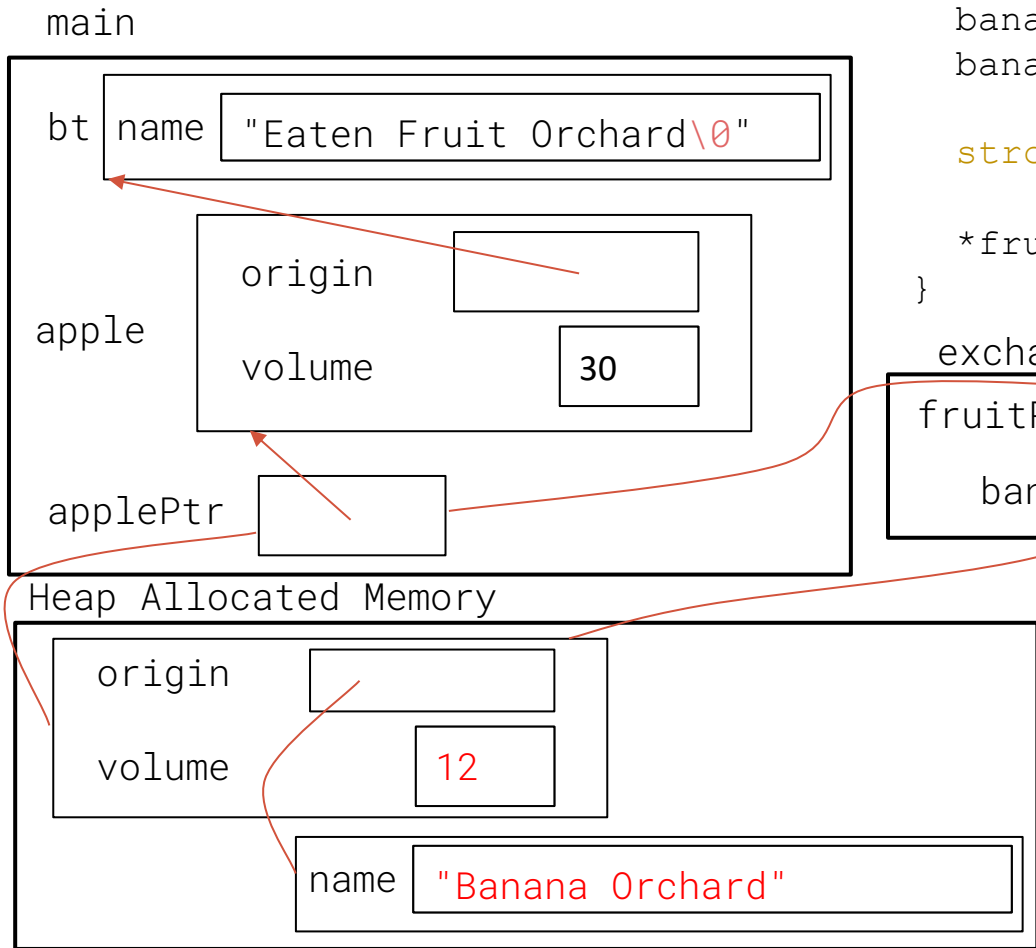 main
bt name "Eaten Fruit Orchard\0"
origin
apple
volume 30
applePtr
Heap Allocated Memory
origin
volume 12
name "Banana Orchard"
}